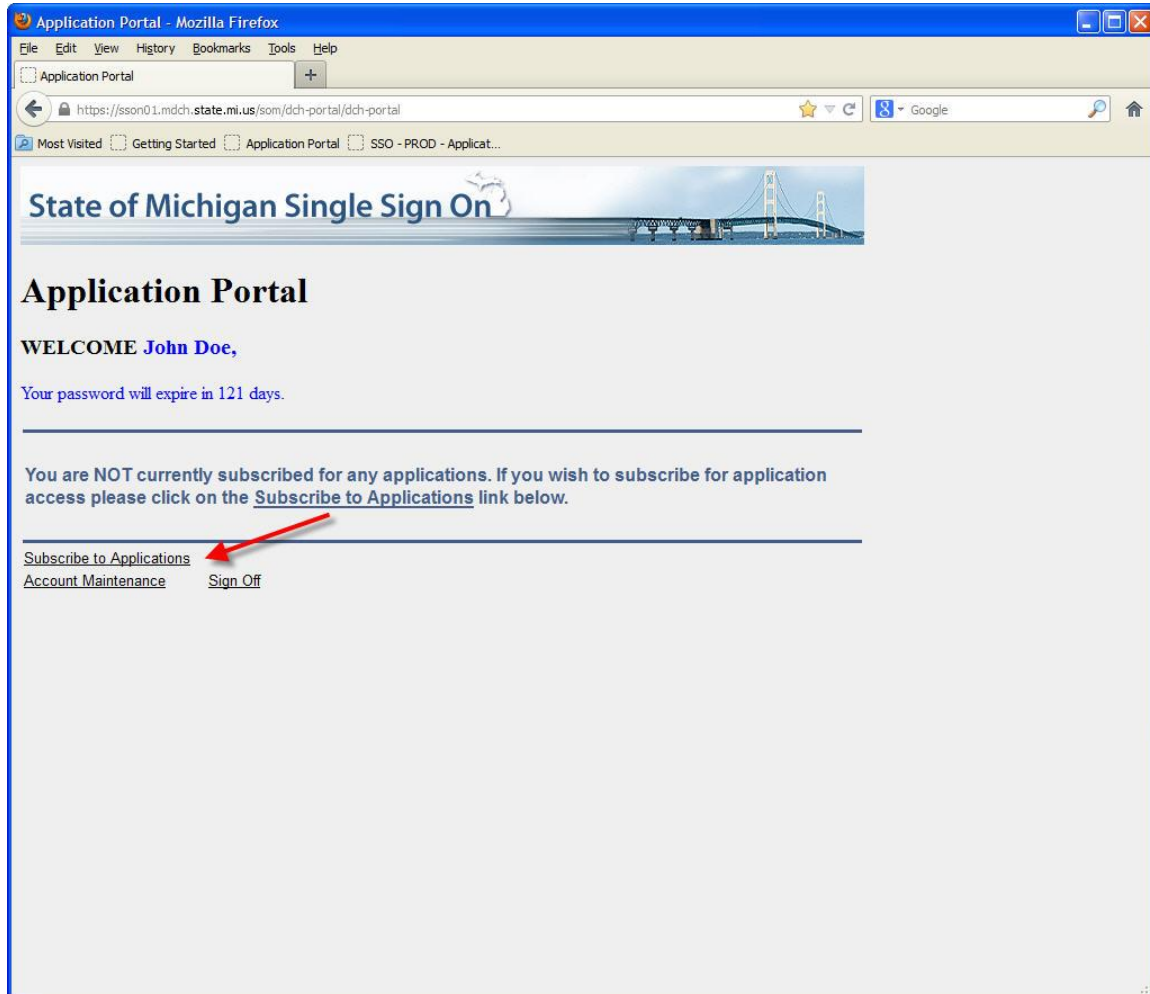 Application Portal - Mozilla Firefox
File Edit View History Bookmarks Tools Help
Application Portal +
https://sson01.mdch.state.mi.us/som/dch-portal/dch-portal Google
Most Visited Getting Started Application Portal SSO - PROD - Applicat...
State of Michigan Single Sign On
Application Portal
WELCOME John Doe,
Your password will expire in 121 days.
You are NOT currently subscribed for any applications. If you wish to subscribe for application
access please click on the Subscribe to Applications link below.
Subscribe to Applications
Account Maintenance Sign Off